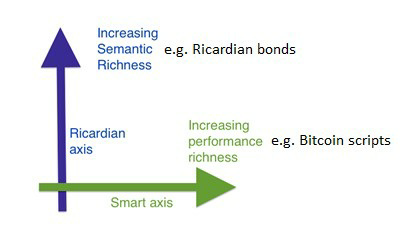 Increasing
Semantic
Richness
e.g. Ricardian bonds
Ricardian
axis
Increasing
performance
richness
e.g. Bitcoin scripts
Smart axis